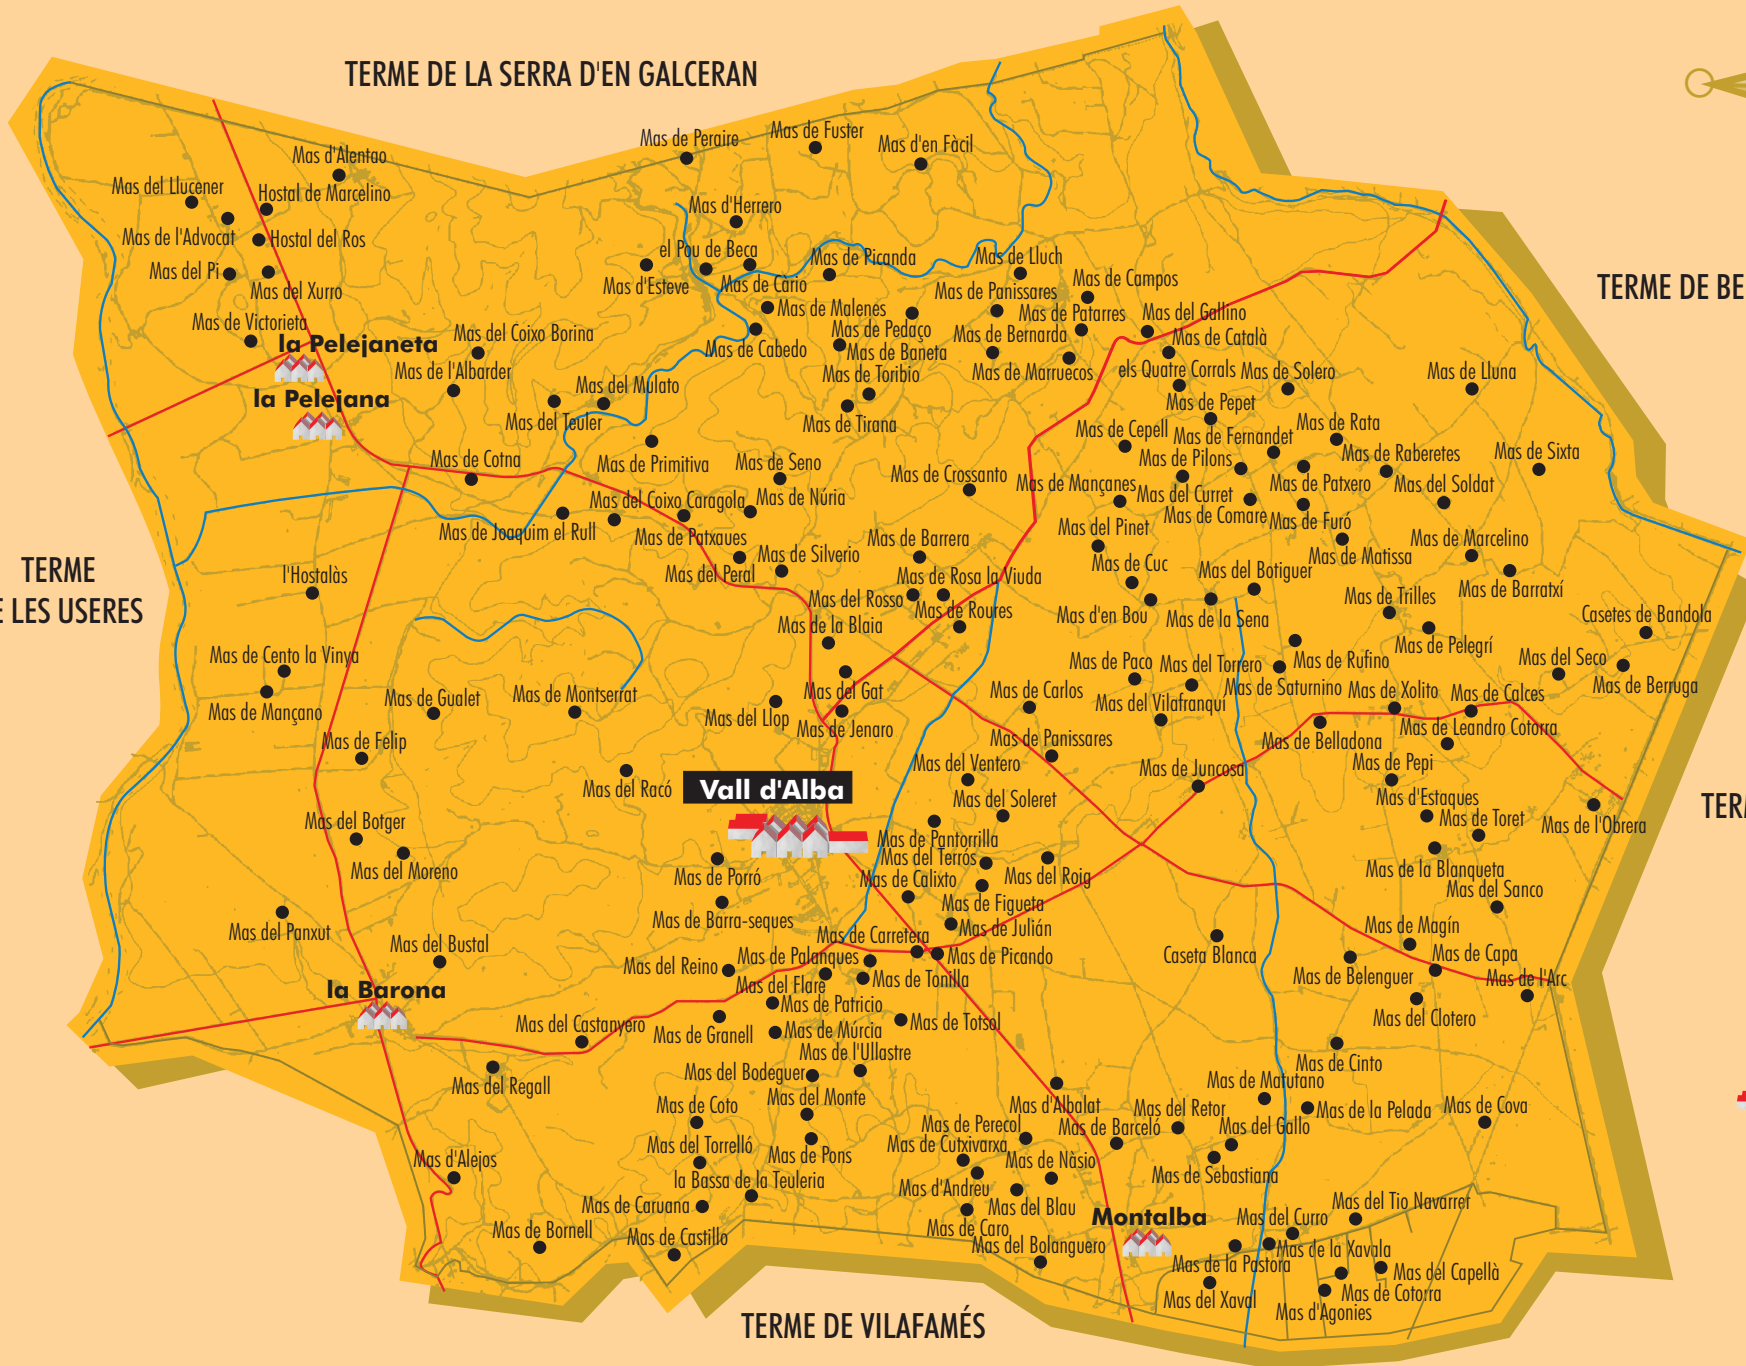 TERME DE LA SERRA D'EN GALCERAN
Mas de Peraire
Mas de Fuster
Mas d'en Fàcil
Mas d'Alentao
Mas del Llucener
Hostal de Marcelino
Mas d'Herrero
Mas de l'Advocat
Hostal del Ros
el Pou de Beca
Mas de Picanda
Mas de Lluch
Mas del Pi
Mas d'Esteve
Mas de Càrio
Mas de Campos
TERME DE BE
Mas del Xurro
Mas de Panissares
Mas de Malenes
Mas de Patarres
Mas del Gallino
Mas de Victorieta
Mas del Coixo Borina
Mas de Pedaço
Mas de Bernarda
Mas de Català
la Pelejaneta
Mas de Cabedo
Mas de Baneta
Mas de l'Albarder
Mas de Toribio
Mas de Marruecos
els Quatre Corrals
Mas de Solero
Mas de Lluna
Mas del Mulato
la Pelejana
Mas de Pepet
Mas del Teuler
Mas de Tirana
Mas de Cepell
Mas de Fernandet
Mas de Rata
Mas de Cotna
Mas de Primitiva
Mas de Seno
Mas de Pilons
Mas de Raberetes
Mas de Sixta
Mas de Crossanto
Mas de Mançanes
Mas de Patxero
Mas del Soldat
Mas del Coixo Caragola
Mas de Núria
Mas del Curret
Mas de Comare
Mas de Furó
Mas de Joaquim el Rull
Mas de Patxaues
Mas de Barrera
Mas del Pinet
Mas de Marcelino
Mas de Silverio
Mas de Matissa
TERME
Mas de Cuc
l'Hostalàs
Mas del Peral
Mas de Rosa la Viuda
Mas del Botiguer
Mas de Barratxí
Mas del Rosso
Mas de Roures
Mas de Trilles
E LES USERES
Mas d'en Bou
Mas de la Sena
Casetes de Bandola
Mas de la Blaia
Mas de Pelegrí
Mas de Cento la Vinya
Mas de Paco
Mas del Torrero
Mas de Rufino
Mas del Seco
Mas de Berruga
Mas de Gualet
Mas de Montserrat
Mas del Gat
Mas de Carlos
Mas de Saturnino
Mas de Xolito
Mas de Calces
Mas de Mançano
Mas del Llop
Mas del Vilafranquí
Mas de Jenaro
Mas de Leandro Cotorra
Mas de Felip
Mas de Panissares
Mas de Belladona
Mas del Ventero
Mas de Juncosa
Mas de Pepi
Mas del Racó
Vall d'Alba
Mas del Soleret
Mas d'Estaques
TERM
Mas del Botger
Mas de Toret
Mas de l'Obrera
Mas de Pantorrilla
Mas del Terrós
Mas del Moreno
Mas de Porró
Mas de Calixto
Mas del Roig
Mas de la Blanqueta
Mas del Sanco
Mas de Figueta
Mas de Barra-seques
Mas del Panxut
Mas de Julián
Mas de Magín
Mas de Carretera
Mas del Bustal
Mas de Palanques
Mas de Picando
Caseta Blanca
Mas de Capa
Mas del Reino
Mas de Belenguer
Mas de l'Arc
Mas del Flare
Mas de Tonilla
la Barona
Mas de Patricio
Mas del Clotero
Mas del Castanyero
Mas de Granell
Mas de Múrcia
Mas de Totsol
Mas de l'Ullastre
Mas de Cinto
Mas del Regall
Mas del Bodeguer
Mas de Matutano
Mas de Coto
Mas del Monte
Mas d'Albalat
Mas del Retor
Mas de la Pelada
Mas de Cova
Mas de Perecol
Mas de Barceló
Mas del Gallo
Mas del Torrelló
Mas de Pons
Mas de Cutxivarxa
Mas d'Alejos
Mas de Nàsio
Mas de Sebastiana
la Bassa de la Teuleria
Mas d'Andreu
Mas de Caruana
Mas del Blau
Mas del Tio Navarrer
Montalba
Mas del Curro
Mas de Bornell
Mas de Castillo
Mas de Caro
Mas del Bolanguero
Mas de la Xavala
Mas de la Pastora
Mas del Capellà
Mas de Cotorra
Mas del Xaval
Mas d'Agonies
TERME DE VILAFAMÉS